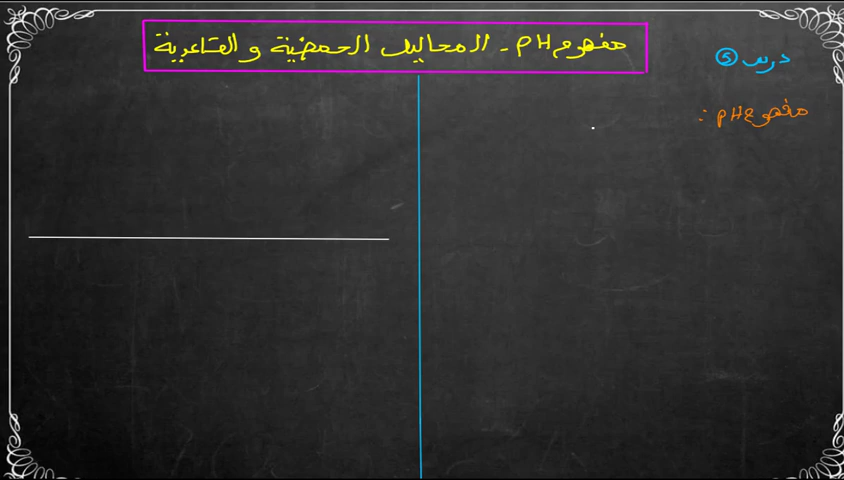 مفهوم pH - المحاليل الحمضية و القاعدية
درس ⑤
مفهوم pH :